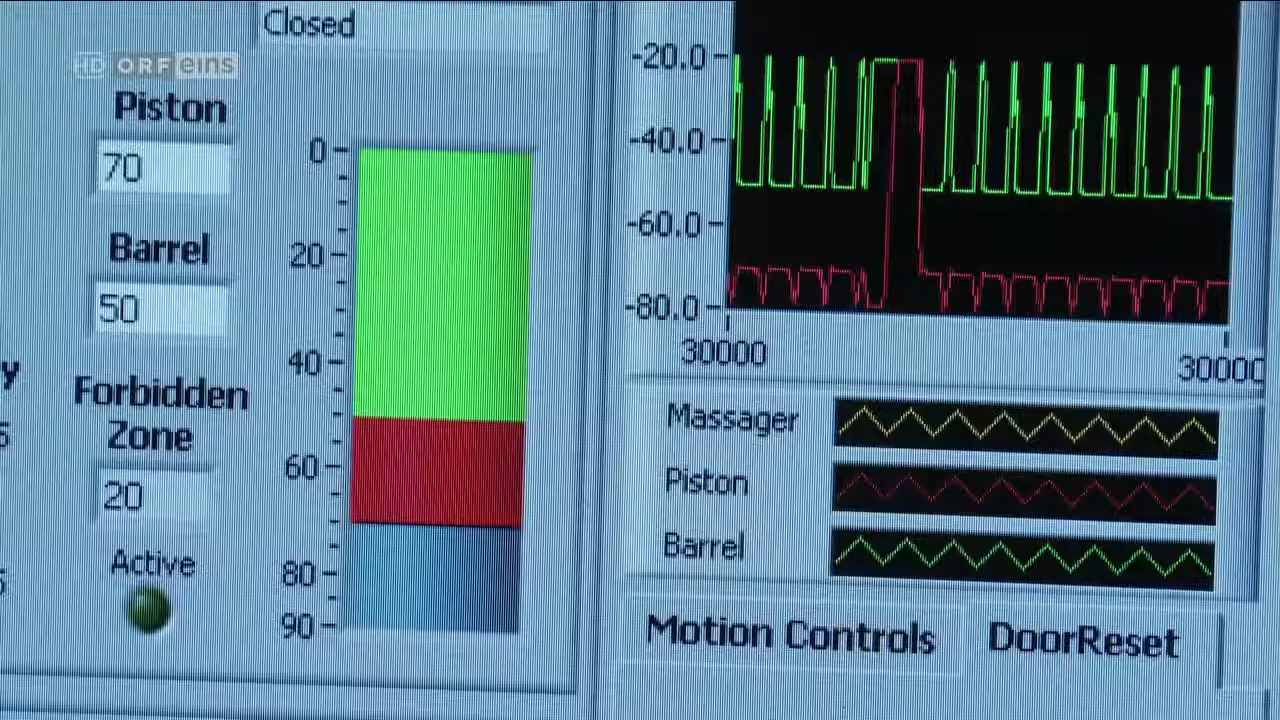 Closed
HD ORF eins
Piston
70
Barrel
50
Forbidden
Zone
20
Active
0
20
40
60
80
90
-20.0
-40.0
-60.0
-80.0
30000
30000
Massager
Piston
Barrel
Motion Controls
DoorReset